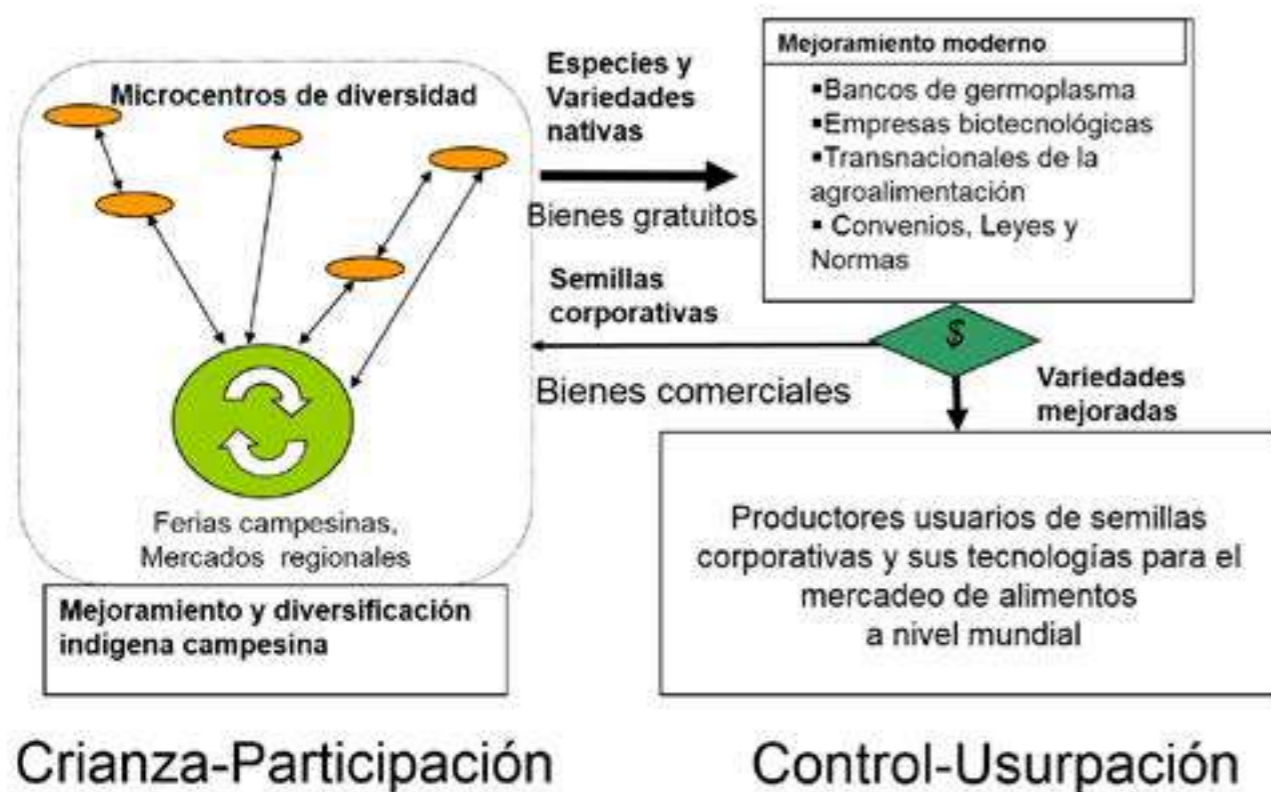 Microcentros de diversidad
Ferias campesinas,
Mercados regionales
Mejoramiento y diversificación
indígena campesina
Especies y
Variedades
nativas
Bienes gratuitos
Semillas
corporativas
Bienes comerciales
Mejoramiento moderno
▪Bancos de germoplasma
▪Empresas biotecnológicas
▪Transnacionales de la
agroalimentación
▪ Convenios, Leyes y
Normas
$
Variedades
mejoradas
Productores usuarios de semillas
corporativas y sus tecnologías para el
mercadeo de alimentos
a nivel mundial
Crianza-Participación
Control-Usurpación